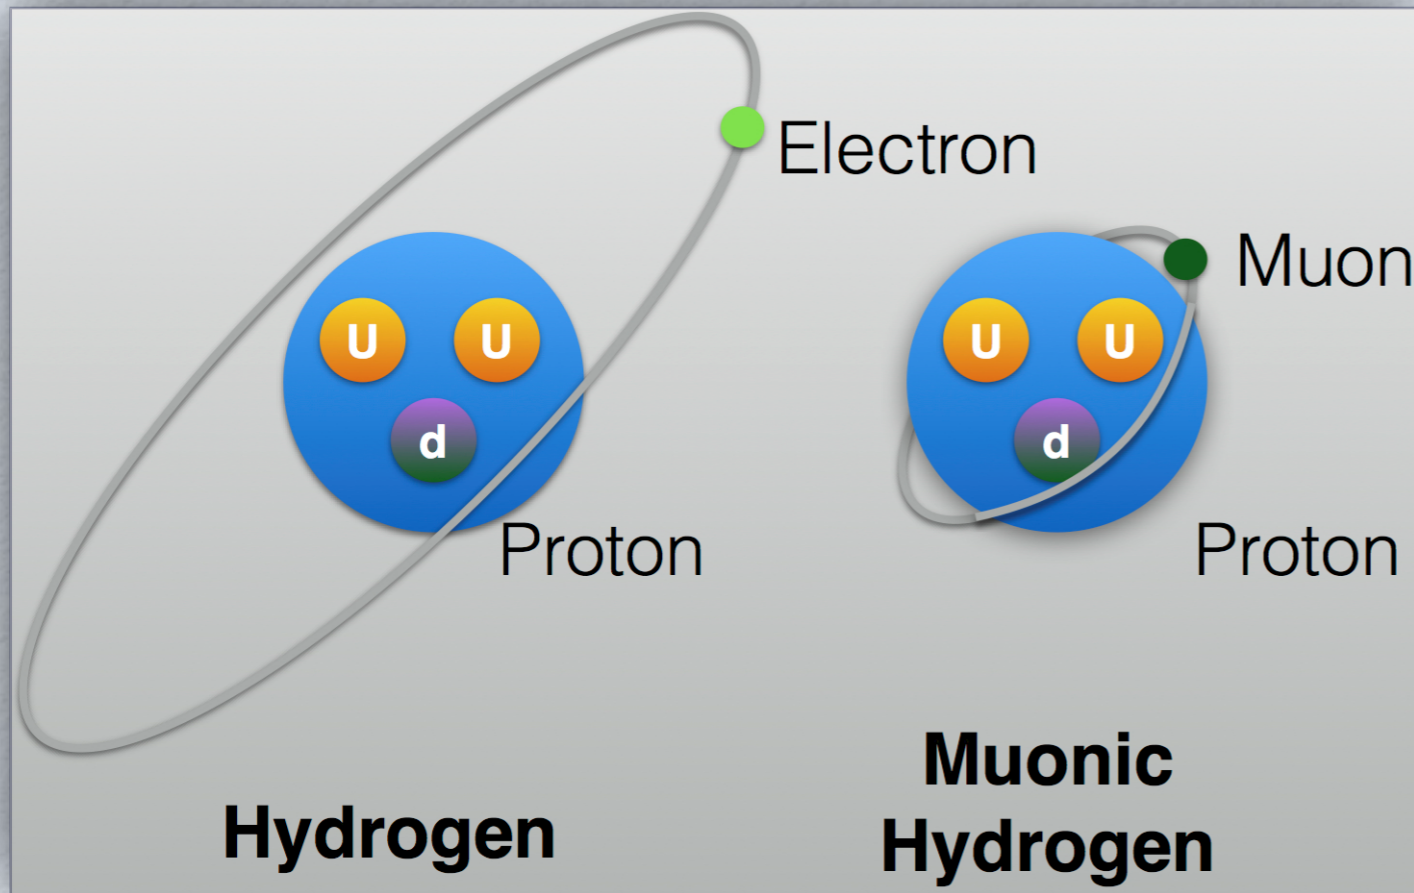 Electron
U U
d
Proton
Hydrogen
Muon
U U
d
Proton
Muonic
Hydrogen